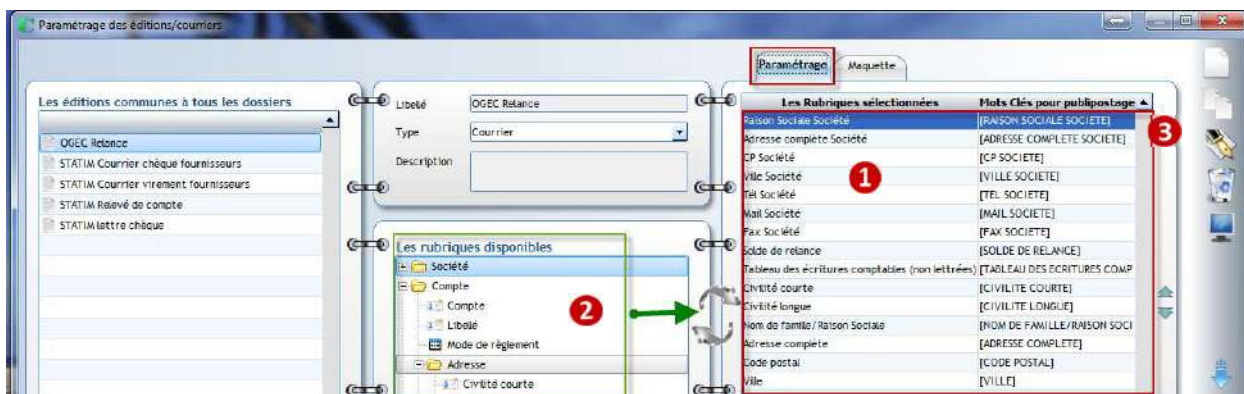 Paramétrage des éditions/courriers
Paramétrage
Maquette
Les éditions communes à tous les dossiers
OGEC Relance
STATIM Courrier chèque fournisseurs
STATIM Courrier virement fournisseurs
STATIM Relevé de compte
STATIM lettre chèque
Libellé OGEC Relance
Type Courrier
Description
Les rubriques disponibles
Société
Compte
Compte
Libellé
Mode de règlement
Adresse
Civilité courte
2
Les Rubriques sélectionnées Mots Clés pour publipostage
Raison Sociale Société [RAISON SOCIALE SOCIETE]
Adresse complète Société [ADRESSE COMPLETE SOCIETE]
CP Société [CP SOCIETE]
Ville Société [VILLE SOCIETE]
Tél Société [TEL SOCIETE]
Mail Société [MAIL SOCIETE]
Fax Société [FAX SOCIETE]
Solde de relance [SOLDE DE RELANCE]
Tableau des écritures comptables (non lettrées) [TABLEAU DES ECRITURES COMP
Civilité courte [CIVILITE COURTE]
Civilité longue [CIVILITE LONGUE]
Nom de famille/Raison Sociale [NOM DE FAMILLE/RAISON SOCI
Adresse complète [ADRESSE COMPLETE]
Code postal [CODE POSTAL]
Ville [VILLE]
1
3